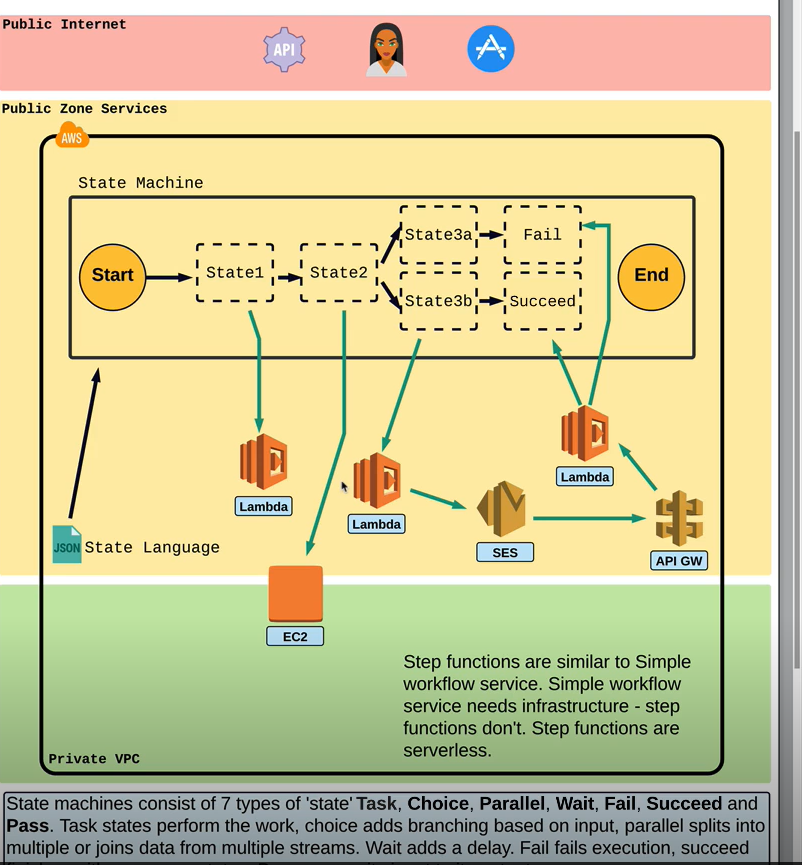 Public Internet
API
Public Zone Services
AWS
State Machine
Start
State1
State2
State3a
Fail
State3b
Succeed
End
Lambda
Lambda
Lambda
SES
API GW
JSON
State Language
EC2
Step functions are similar to Simple
workflow service. Simple workflow
service needs infrastructure - step
functions don't. Step functions are
serverless.
Private VPC
State machines consist of 7 types of 'state' Task, Choice, Parallel, Wait, Fail, Succeed and
Pass. Task states perform the work, choice adds branching based on input, parallel splits into
multiple or joins data from multiple streams. Wait adds a delay. Fail fails execution, succeed